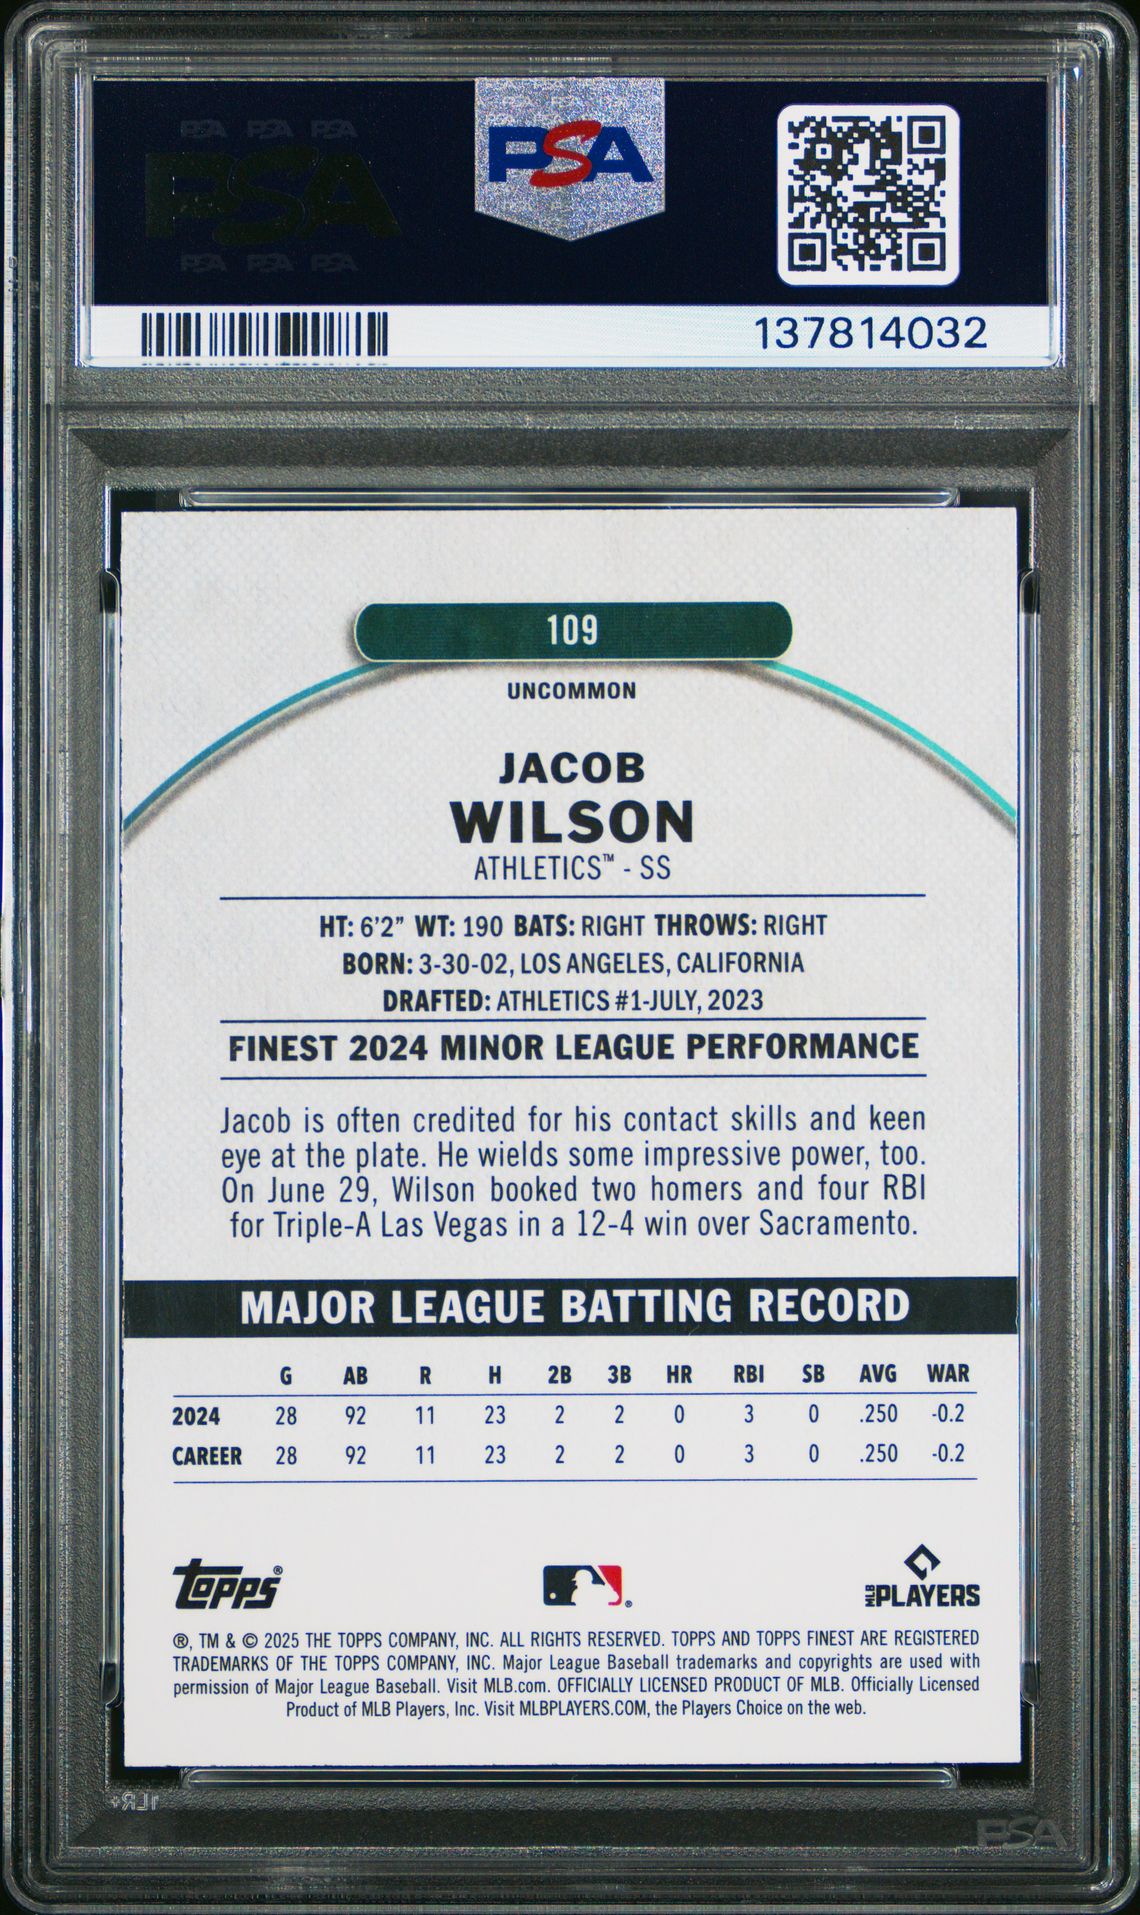 PSA PSA PSA
PSA
PSA PSA PSA
PSA
137814032
109
UNCOMMON
JACOB
WILSON
ATHLETICS™ - SS
HT: 6'2" WT: 190 BATS: RIGHT THROWS: RIGHT
BORN: 3-30-02, LOS ANGELES, CALIFORNIA
DRAFTED: ATHLETICS #1-JULY, 2023
FINEST 2024 MINOR LEAGUE PERFORMANCE
Jacob is often credited for his contact skills and keen
eye at the plate. He wields some impressive power, too.
On June 29, Wilson booked two homers and four RBI
for Triple-A Las Vegas in a 12-4 win over Sacramento.
MAJOR LEAGUE BATTING RECORD
G AB R H 2B 3B HR RBI SB AVG WAR
2024 28 92 11 23 2 2 0 3 0 .250 -0.2
CAREER 28 92 11 23 2 2 0 3 0 .250 -0.2
Topps® ® MLB PLAYERS
®, TM & © 2025 THE TOPPS COMPANY, INC. ALL RIGHTS RESERVED. TOPPS AND TOPPS FINEST ARE REGISTERED
TRADEMARKS OF THE TOPPS COMPANY, INC. Major League Baseball trademarks and copyrights are used with
permission of Major League Baseball. Visit MLB.com. OFFICIALLY LICENSED PRODUCT OF MLB. Officially Licensed
Product of MLB Players, Inc. Visit MLBPLAYERS.COM, the Players Choice on the web.
PSA